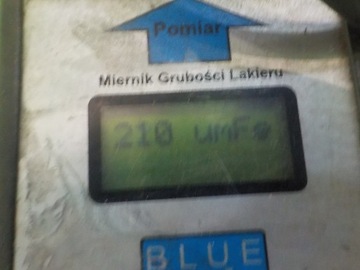 Pomiar
Miernik Grubości Lakieru
210 umFe
BLUE